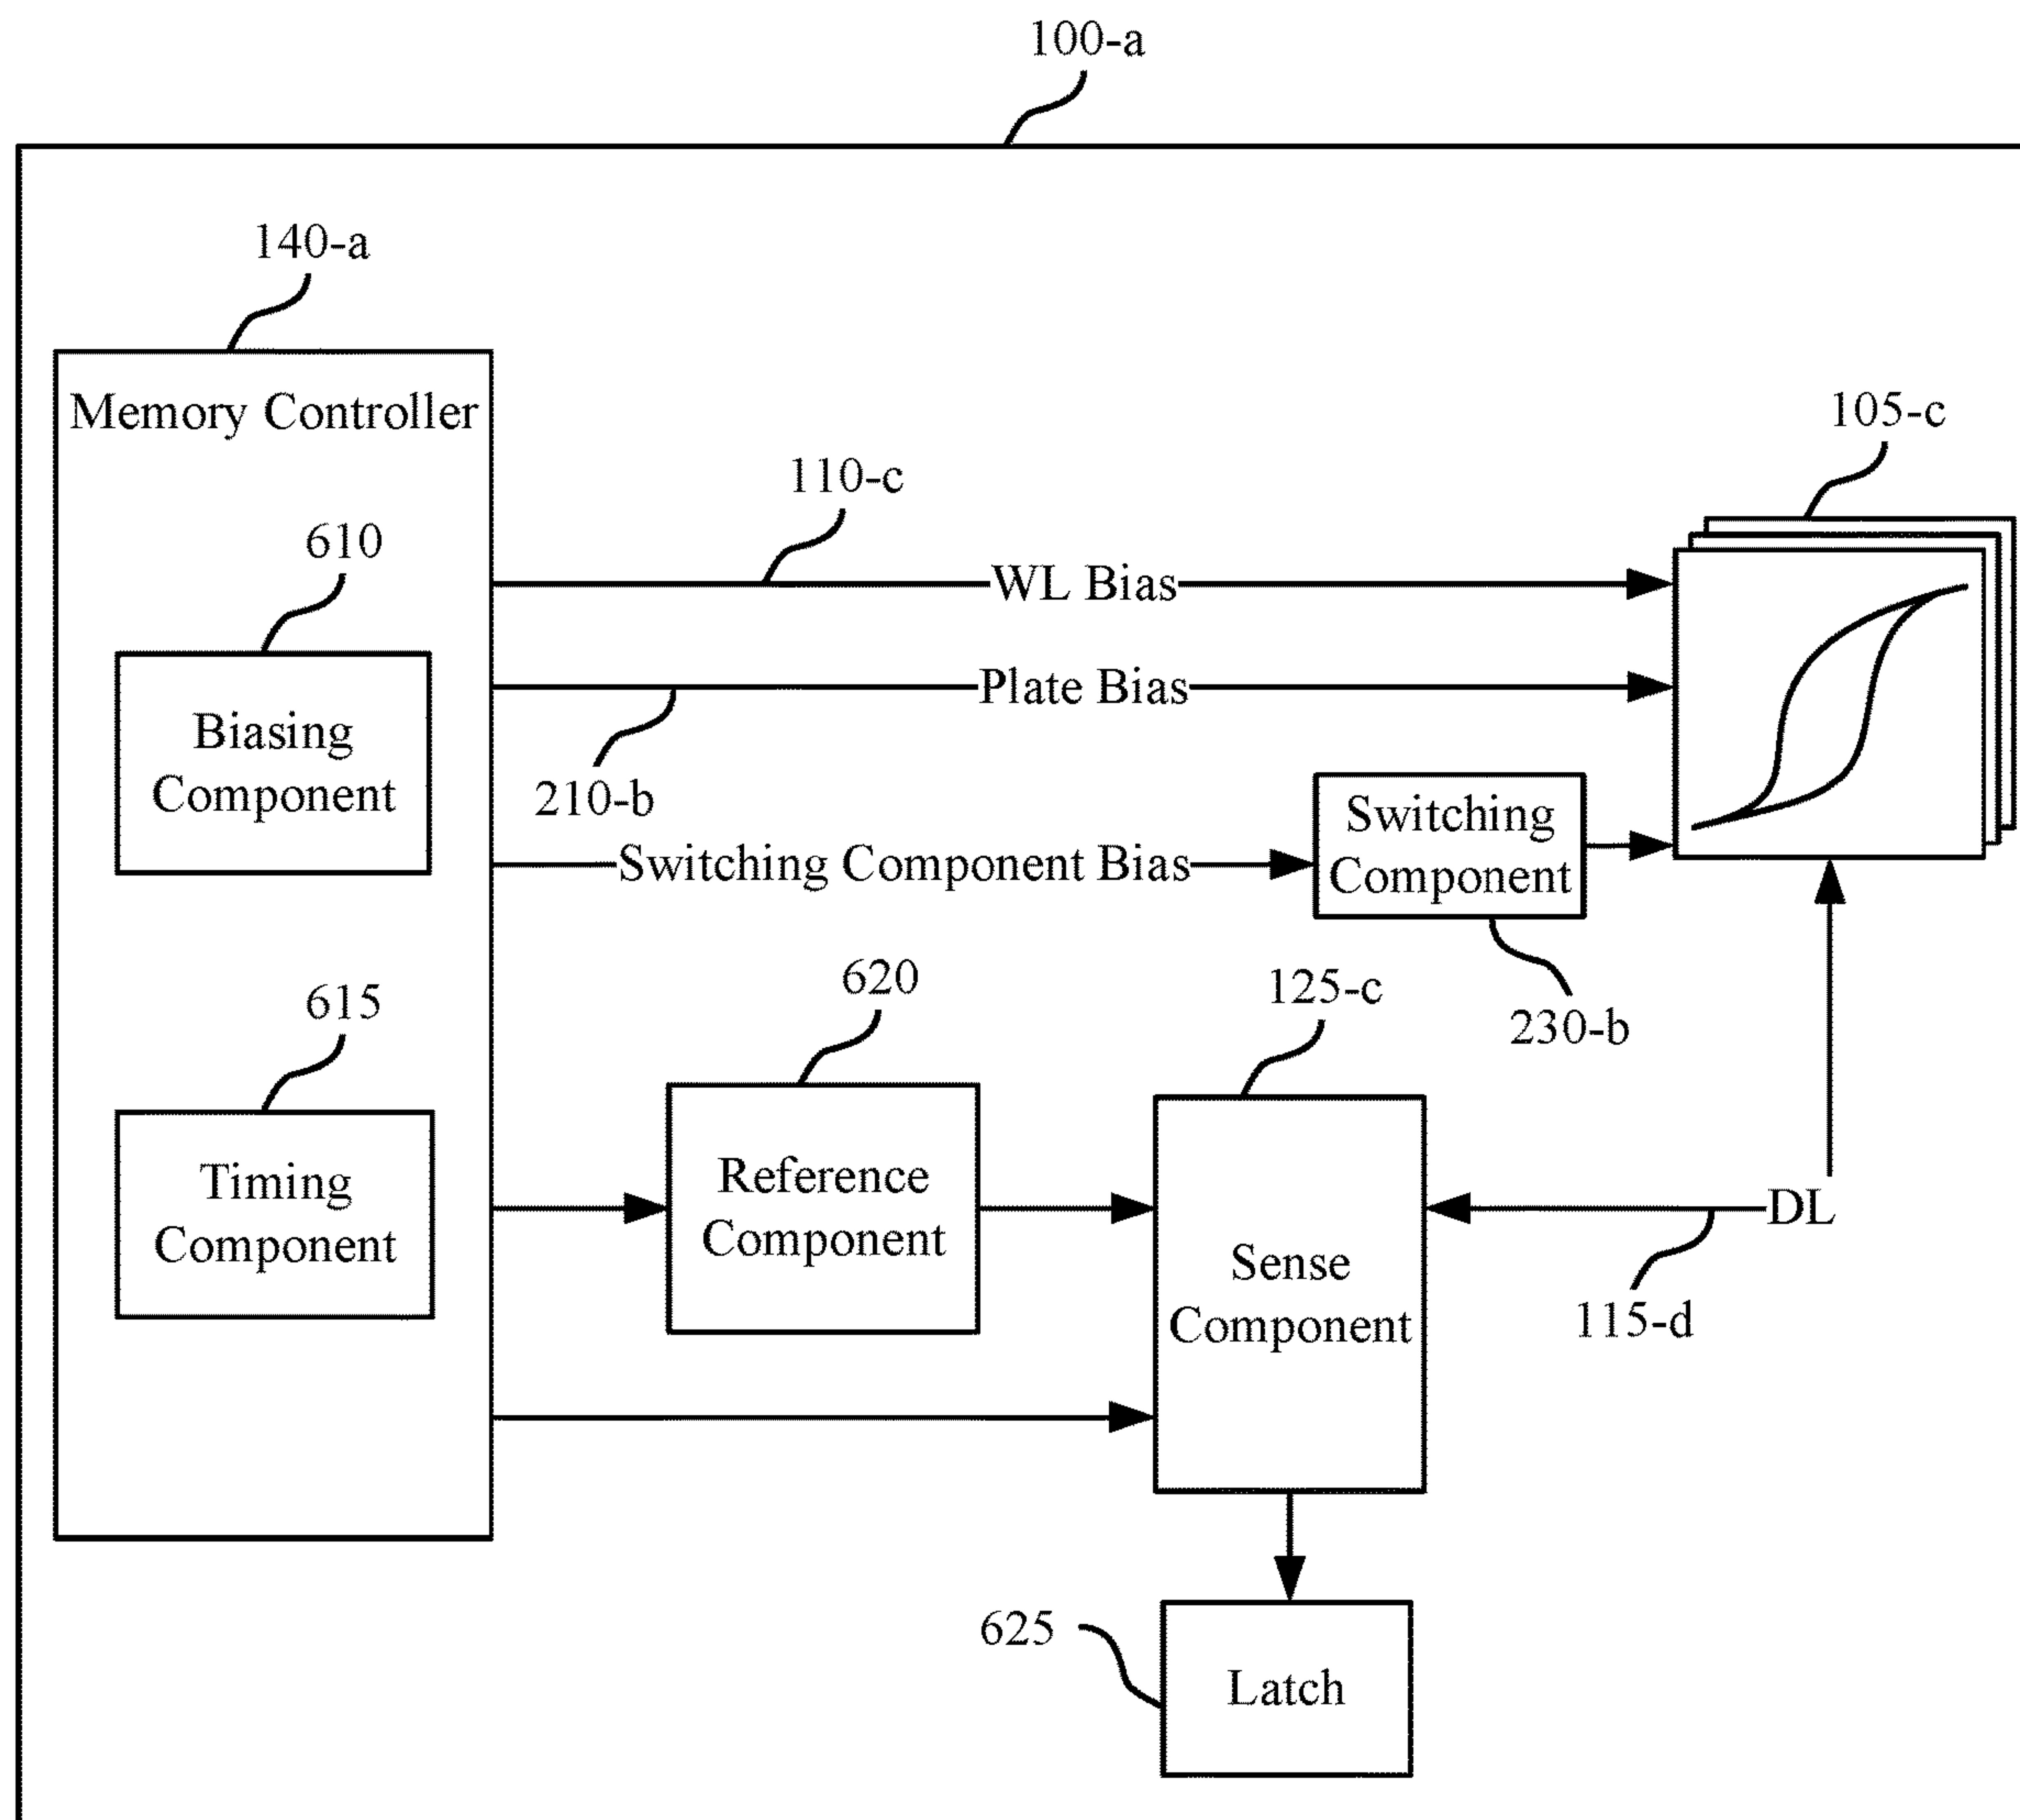 100-a
140-a
Memory Controller
105-c
110-c
610
WL Bias
Plate Bias
Biasing
Component
210-b
Switching
Component
Switching Component Bias
620
125-c
230-b
615
Reference
Component
Timing
Component
DL
Sense
Component
115-d
625
Latch